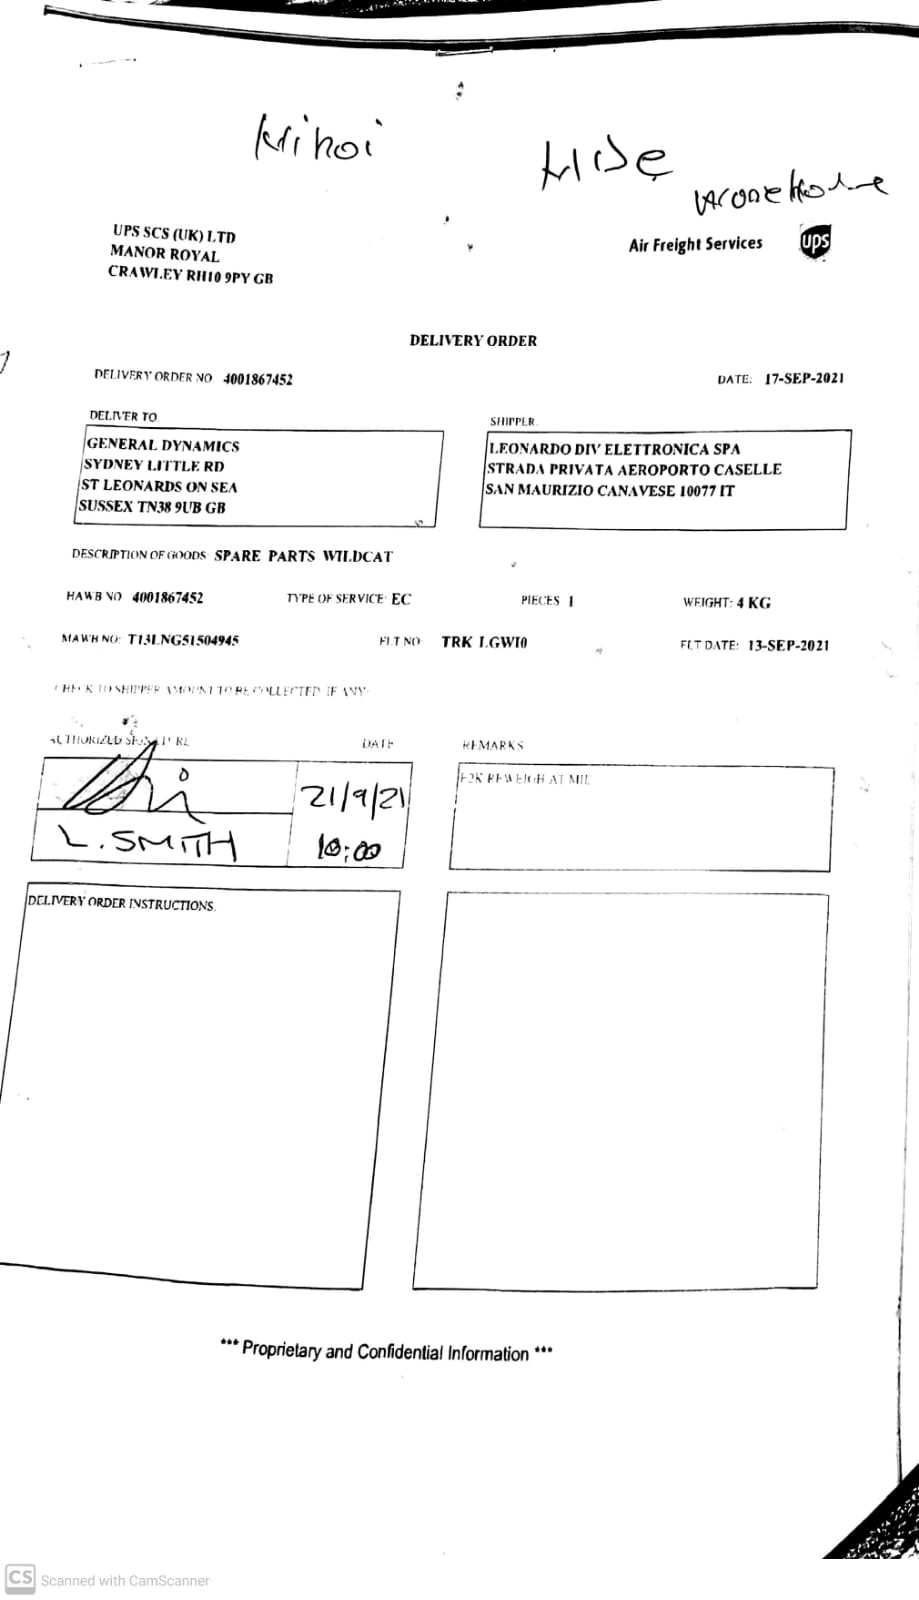 UPS SCS (UK) LTD
MANOR ROYAL
CRAWLEY RH10 9PY GB
Air Freight Services
ups
DELIVERY ORDER
DELIVERY ORDER NO 4001867452
DATE: 17-SEP-2021
DELIVER TO
GENERAL DYNAMICS
SYDNEY LITTLE RD
ST LEONARDS ON SEA
SUSSEX TN38 9UB GB
SHIPPER
LEONARDO DIV ELETTRONICA SPA
STRADA PRIVATA AEROPORTO CASELLE
SAN MAURIZIO CANAVESE 10077 IT
DESCRIPTION OF GOODS SPARE PARTS WILDCAT
HAWB NO 4001867452 TYPE OF SERVICE: EC PIECES 1 WEIGHT: 4 KG
MAWB NO: T13LNG51504945 FLT NO TRK LGW10 FLT DATE: 13-SEP-2021
CHECK TO SHIPPER AMOUNT TO BE COLLECTED IF ANY
AUTHORIZED SIGNATURE DATE
21/9/21
L. SMITH 10:00
REMARKS
REWEIGH AT MIL
DELIVERY ORDER INSTRUCTIONS.
*** Proprietary and Confidential Information ***
CS Scanned with CamScanner